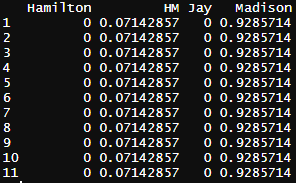 Hamilton HM Jay Madison
1 0 0.07142857 0 0.9285714
2 0 0.07142857 0 0.9285714
3 0 0.07142857 0 0.9285714
4 0 0.07142857 0 0.9285714
5 0 0.07142857 0 0.9285714
6 0 0.07142857 0 0.9285714
7 0 0.07142857 0 0.9285714
8 0 0.07142857 0 0.9285714
9 0 0.07142857 0 0.9285714
10 0 0.07142857 0 0.9285714
11 0 0.07142857 0 0.9285714